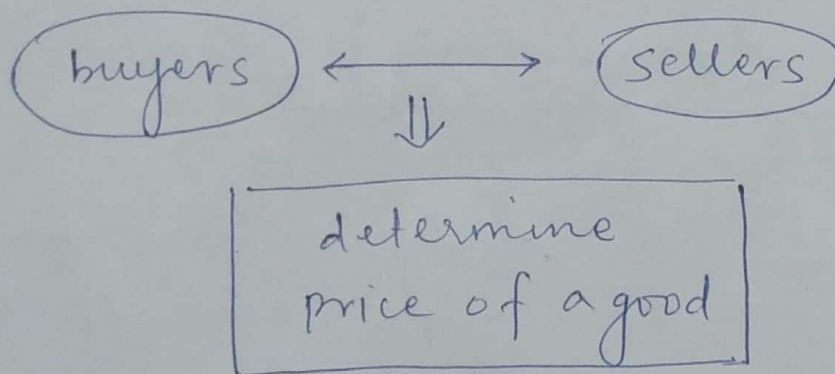 buyers ⟷ sellers
⇓
determine
price of a good